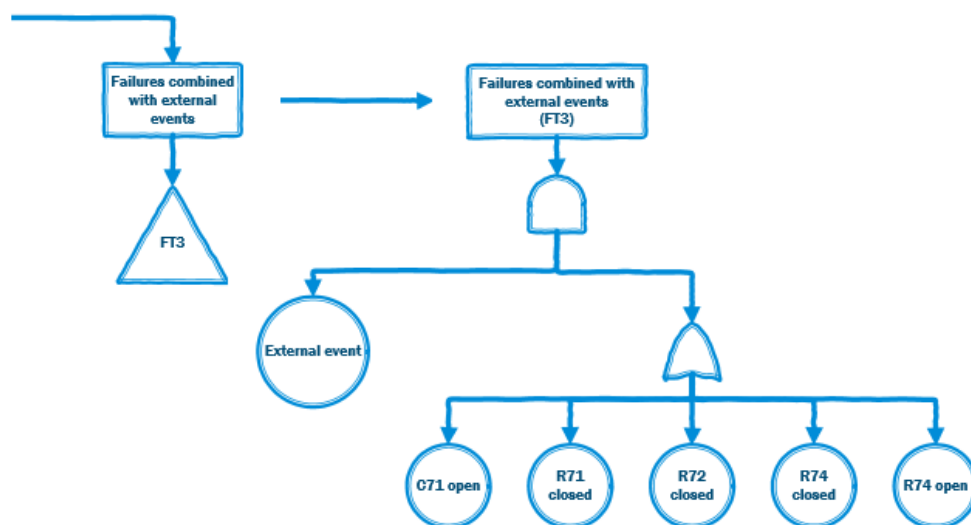 Failures combined
with external
events
FT3
Failures combined with
external events
(FT3)
External event
C71 open
R71
closed
R72
closed
R74
closed
R74 open